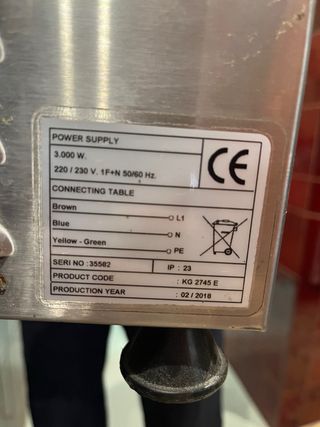 POWER SUPPLY
3.000 W.
220 / 230 V. 1F+N 50/60 Hz.
CE
CONNECTING TABLE
Brown L1
Blue N
Yellow - Green PE
SERI NO : 35582 IP : 23
PRODUCT CODE : KG 2745 E
PRODUCTION YEAR : 02 / 2018